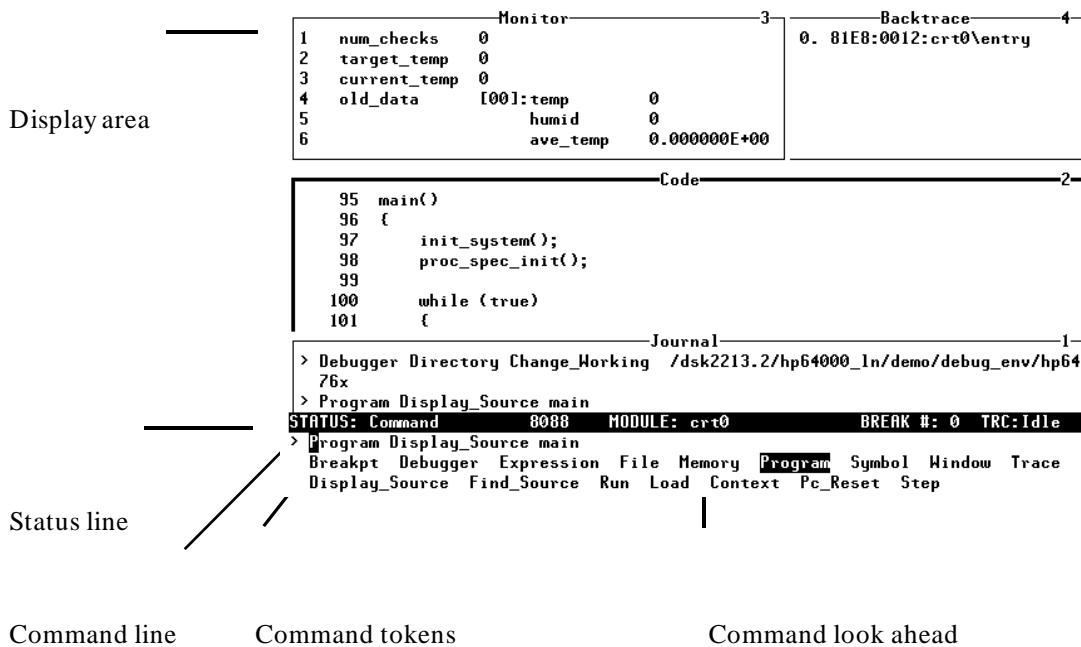 Monitor 3 Backtrace 4
1 num_checks 0 0. 81E8:0012:crt0\entry
2 target_temp 0
3 current_temp 0
4 old_data [00]:temp 0
Display area
5 humid 0
6 ave_temp 0.000000E+00
Code 2
95 main()
96 {
97 init_system();
98 proc_spec_init();
99
100 while (true)
101 {
Journal 1
> Debugger Directory Change_Working /dsk2213.2/hp64000_ln/demo/debug_env/hp64
76x
> Program Display_Source main
STATUS: Command 8088 MODULE: crt0 BREAK #: 0 TRC:Idle
> Program Display_Source main
Breakpt Debugger Expression File Memory Program Symbol Window Trace
Display_Source Find_Source Run Load Context Pc_Reset Step
Status line
Command line Command tokens Command look ahead